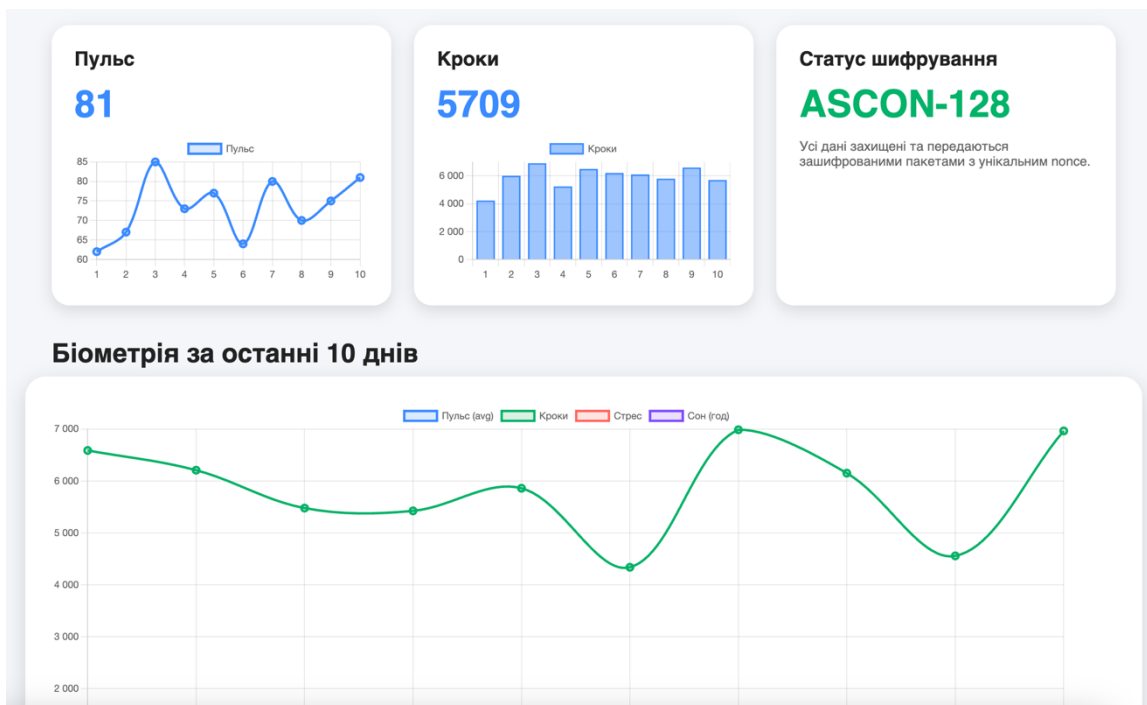 Пульс
81
Пульс
85
80
75
70
65
60
1 2 3 4 5 6 7 8 9 10
Кроки
5709
Кроки
6 000
4 000
2 000
0
1 2 3 4 5 6 7 8 9 10
Статус шифрування
ASCON-128
Усі дані захищені та передаються
зашифрованими пакетами з унікальним nonce.
Біометрія за останні 10 днів
Пульс (avg) Кроки Стрес Сон (год)
7 000
6 000
5 000
4 000
3 000
2 000